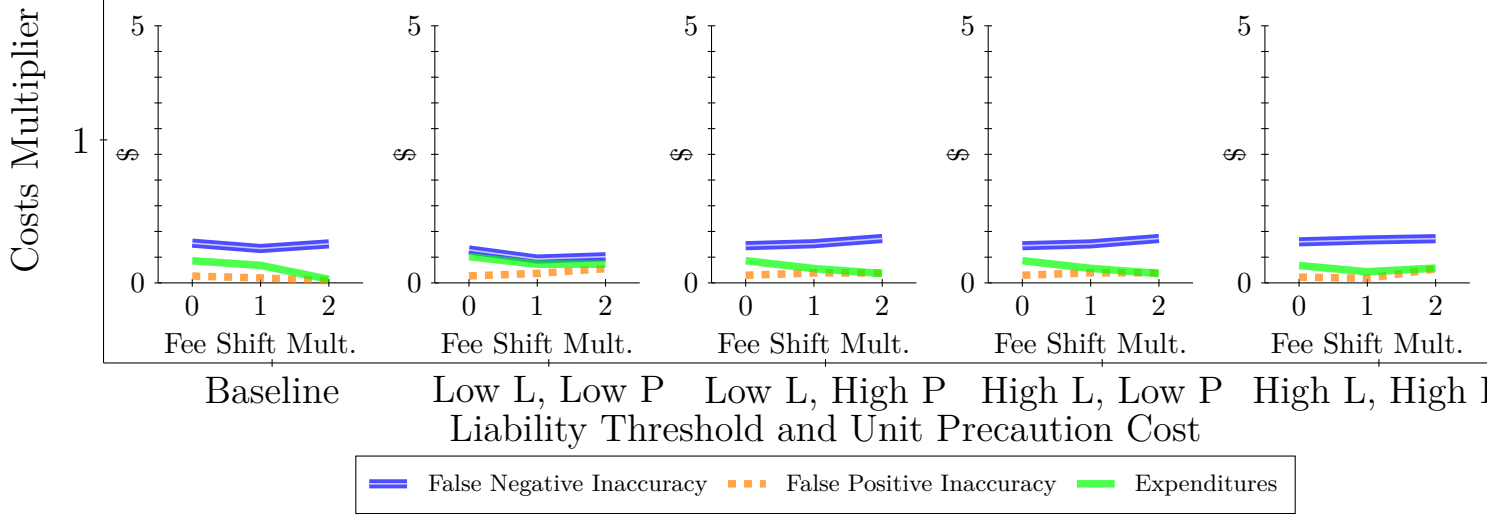 Costs Multiplier
1
5
$
0
0 1 2
Fee Shift Mult.
Baseline
5
$
0
0 1 2
Fee Shift Mult.
Low L, Low P
5
$
0
0 1 2
Fee Shift Mult.
Low L, High P
5
$
0
0 1 2
Fee Shift Mult.
High L, Low P
5
$
0
0 1 2
Fee Shift Mult.
High L, High P
Liability Threshold and Unit Precaution Cost
False Negative Inaccuracy
False Positive Inaccuracy
Expenditures